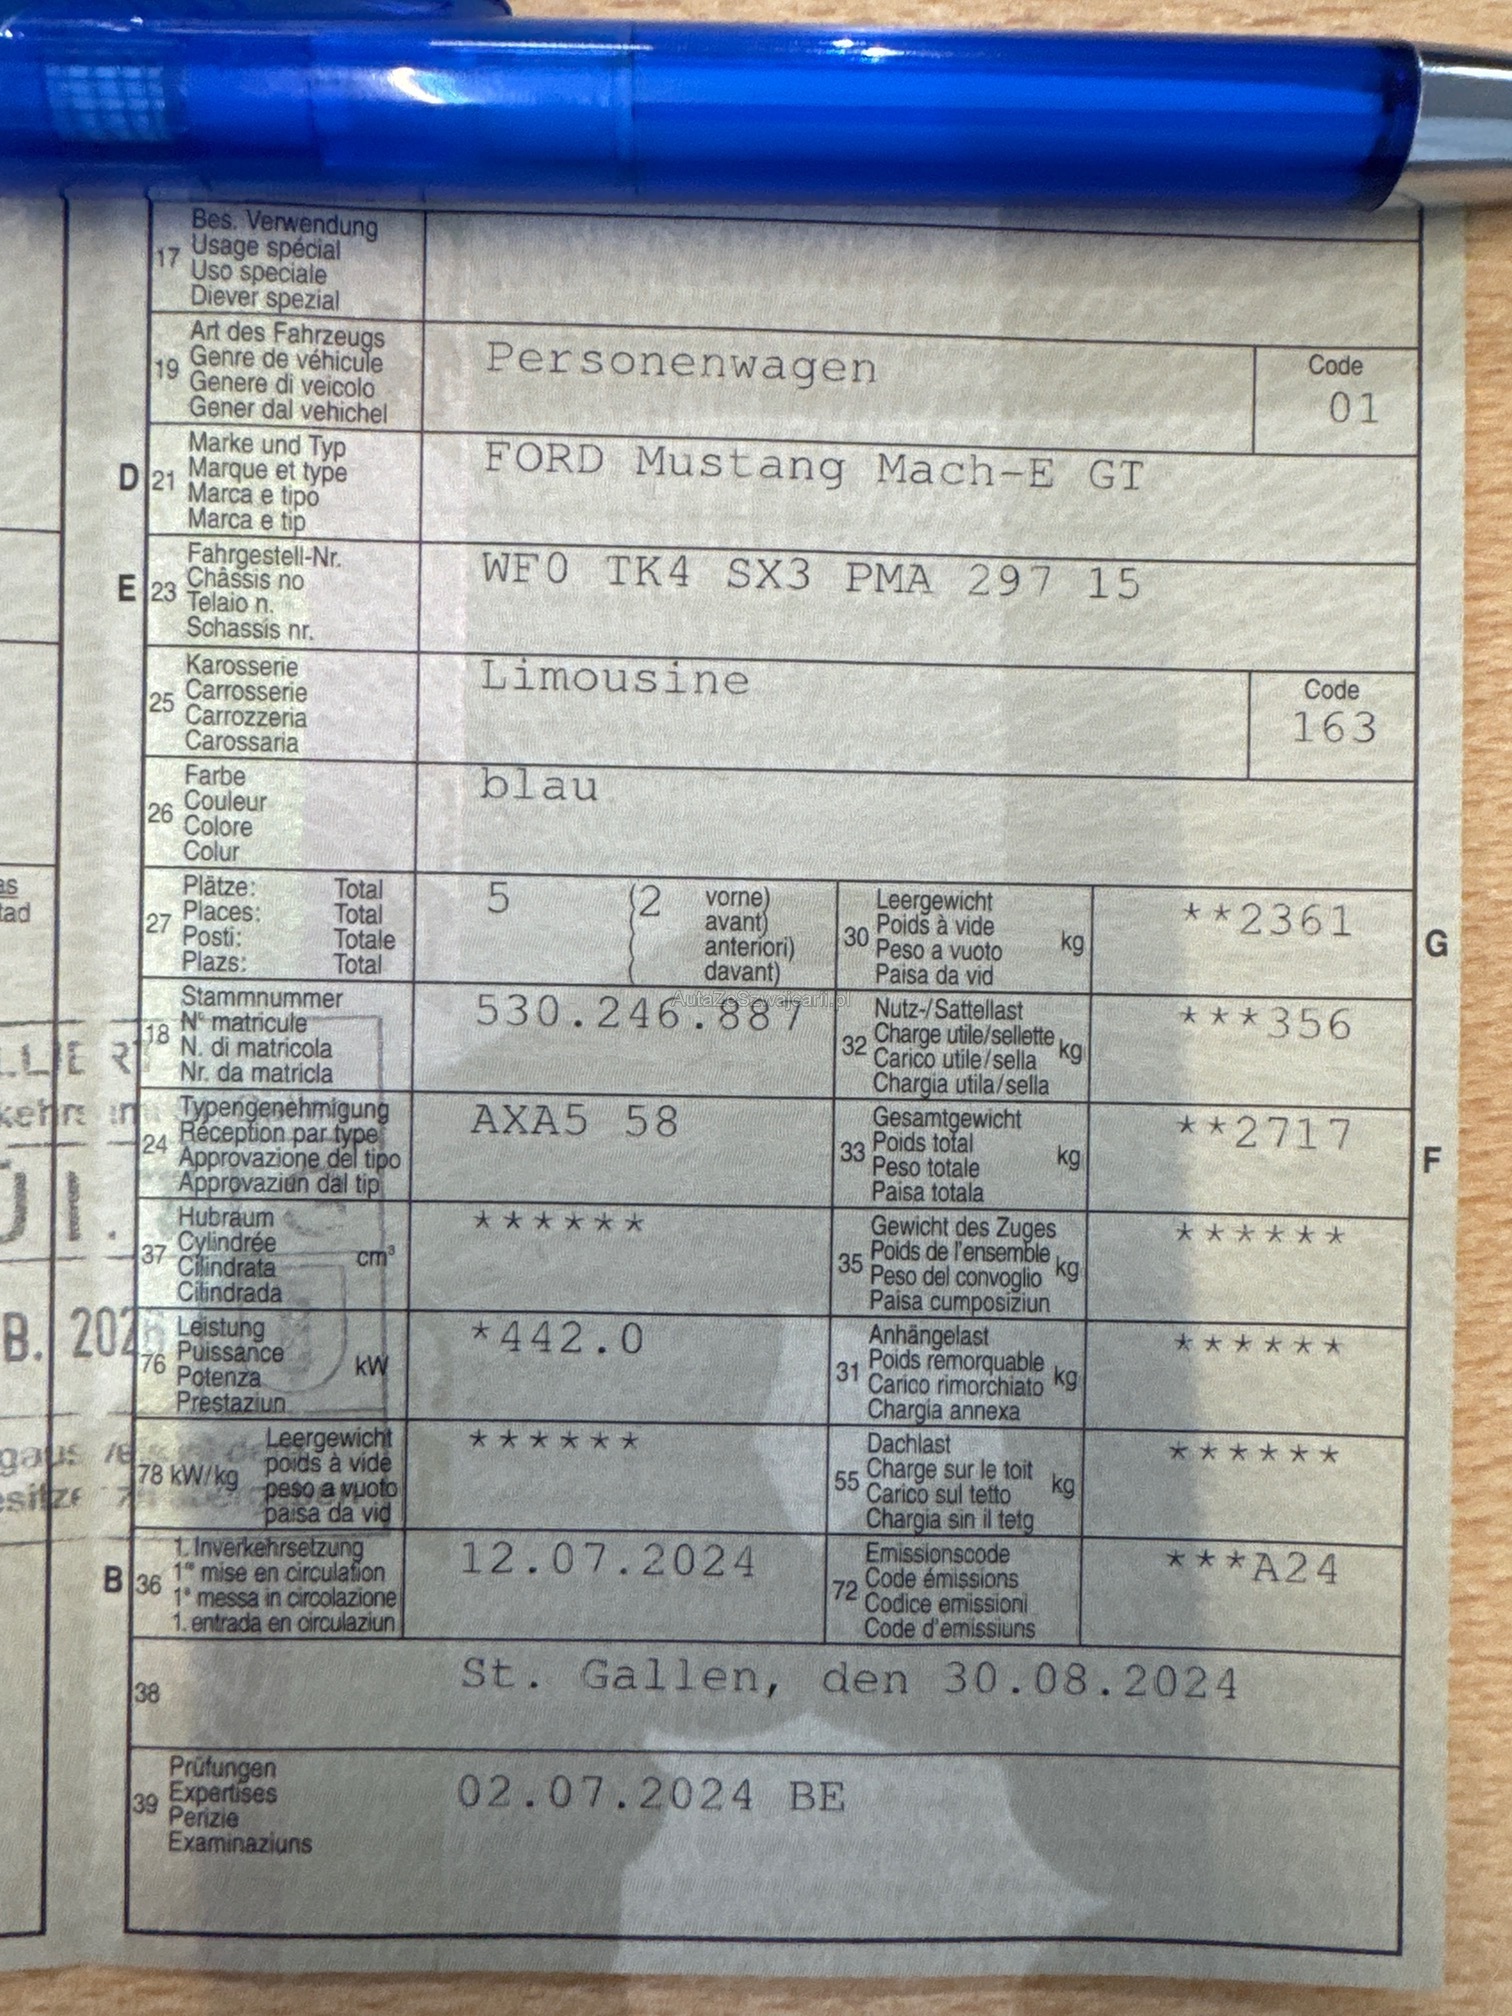 Bes. Verwendung
17 Usage spécial
Uso speciale
Diever spezial
Art des Fahrzeugs
19 Genre de véhicule
Genere di veicolo
Gener dal vehichel
Personenwagen
Code
01
Marke und Typ
D 21 Marque et type
Marca e tipo
Marca e tip
FORD Mustang Mach-E GT
Fahrgestell-Nr.
E 23 Châssis no
Telaio n.
Schassis nr.
WF0 TK4 SX3 PMA 297 15
Karosserie
25 Carrosserie
Carrozzeria
Carossaria
Limousine
Code
163
Farbe
26 Couleur
Colore
Colur
blau
Plätze: Total
27 Places: Total
Posti: Totale
Plazs: Total
5 (2 vorne)
avant)
anteriori)
davant)
Leergewicht
30 Poids à vide
Peso a vuoto kg
Paisa da vid
**2361
G
Stammnummer
18 N° matricule
N. di matricola
Nr. da matricla
530.246.887
AutaZeSzwajcarii.pl
Nutz-/Sattellast
32 Charge utile/sellette kg
Carico utile/sella
Chargia utila/sella
***356
Typengenehmigung
24 Réception par type
Approvazione del tipo
Approvaziun dal tip
AXA5 58
Gesamtgewicht
33 Poids total kg
Peso totale
Paisa totala
**2717
F
Hubraum
37 Cylindrée cm³
Cilindrata
Cilindrada
******
Gewicht des Zuges
35 Poids de l'ensemble kg
Peso del convoglio
Paisa cumposiziun
******
B. 202
Leistung
76 Puissance kW
Potenza
Prestaziun
*442.0
Anhängelast
31 Poids remorquable kg
Carico rimorchiato
Chargia annexa
******
Leergewicht
78 kW/kg poids à vide
peso a vuoto
paisa da vid
******
Dachlast
55 Charge sur le toit kg
Carico sul tetto
Chargia sin il tetg
******
1. Inverkehrsetzung
B 36 1re mise en circulation
1a messa in circolazione
1. entrada en circulaziun
12.07.2024
Emissionscode
72 Code émissions
Codice emissioni
Code d'emissiuns
***A24
38 St. Gallen, den 30.08.2024
Prüfungen
39 Expertises
Perizie
Examinaziuns
02.07.2024 BE